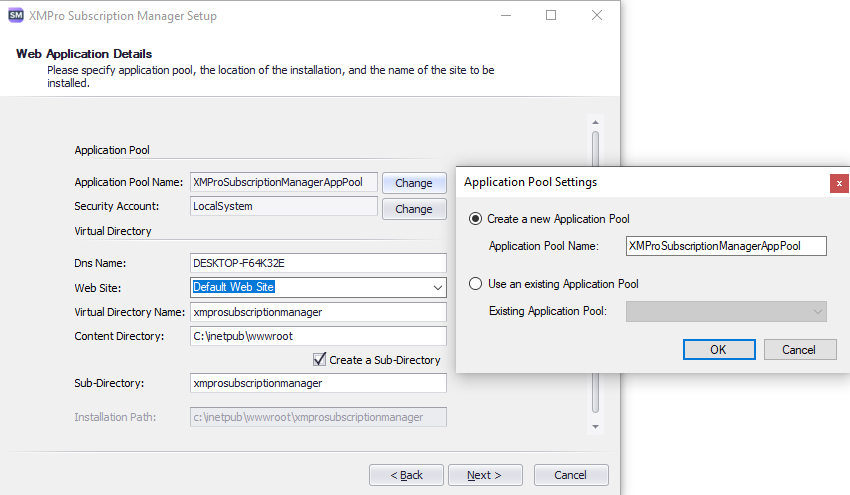 SM XMPro Subscription Manager Setup
Web Application Details
Please specify application pool, the location of the installation, and the name of the site to be
installed.
Application Pool
Application Pool Name: XMProSubscriptionManagerAppPool Change
Security Account: LocalSystem Change
Virtual Directory
Dns Name: DESKTOP-F64K32E
Web Site: Default Web Site
Virtual Directory Name: xmprosubscriptionmanager
Content Directory: C:\inetpub\wwwroot
Create a Sub-Directory
Sub-Directory: xmprosubscriptionmanager
Installation Path: c:\inetpub\wwwroot\xmprosubscriptionmanager
< Back Next > Cancel
Application Pool Settings
Create a new Application Pool
Application Pool Name: XMProSubscriptionManagerAppPool
Use an existing Application Pool
Existing Application Pool:
OK Cancel